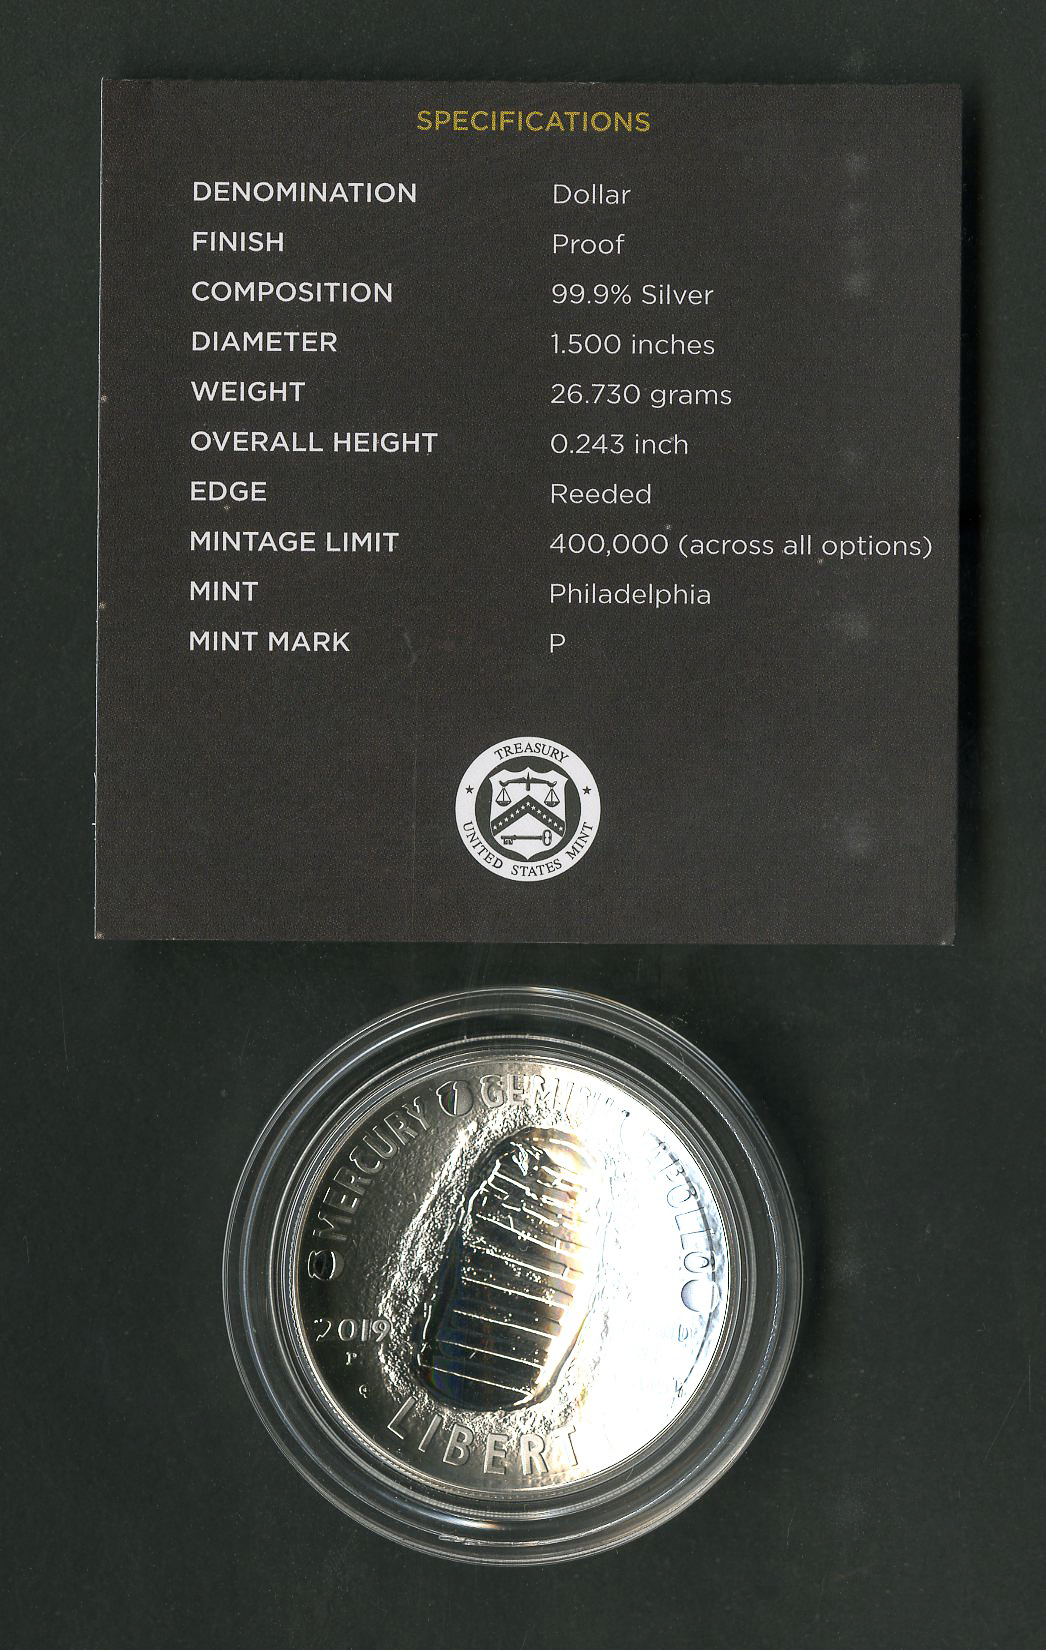 SPECIFICATIONS
DENOMINATION Dollar
FINISH Proof
COMPOSITION 99.9% Silver
DIAMETER 1.500 inches
WEIGHT 26.730 grams
OVERALL HEIGHT 0.243 inch
EDGE Reeded
MINTAGE LIMIT 400,000 (across all options)
MINT Philadelphia
MINT MARK P
TREASURY
UNITED STATES MINT
MERCURY GEMINI APOLLO
2019
P
LIBERT